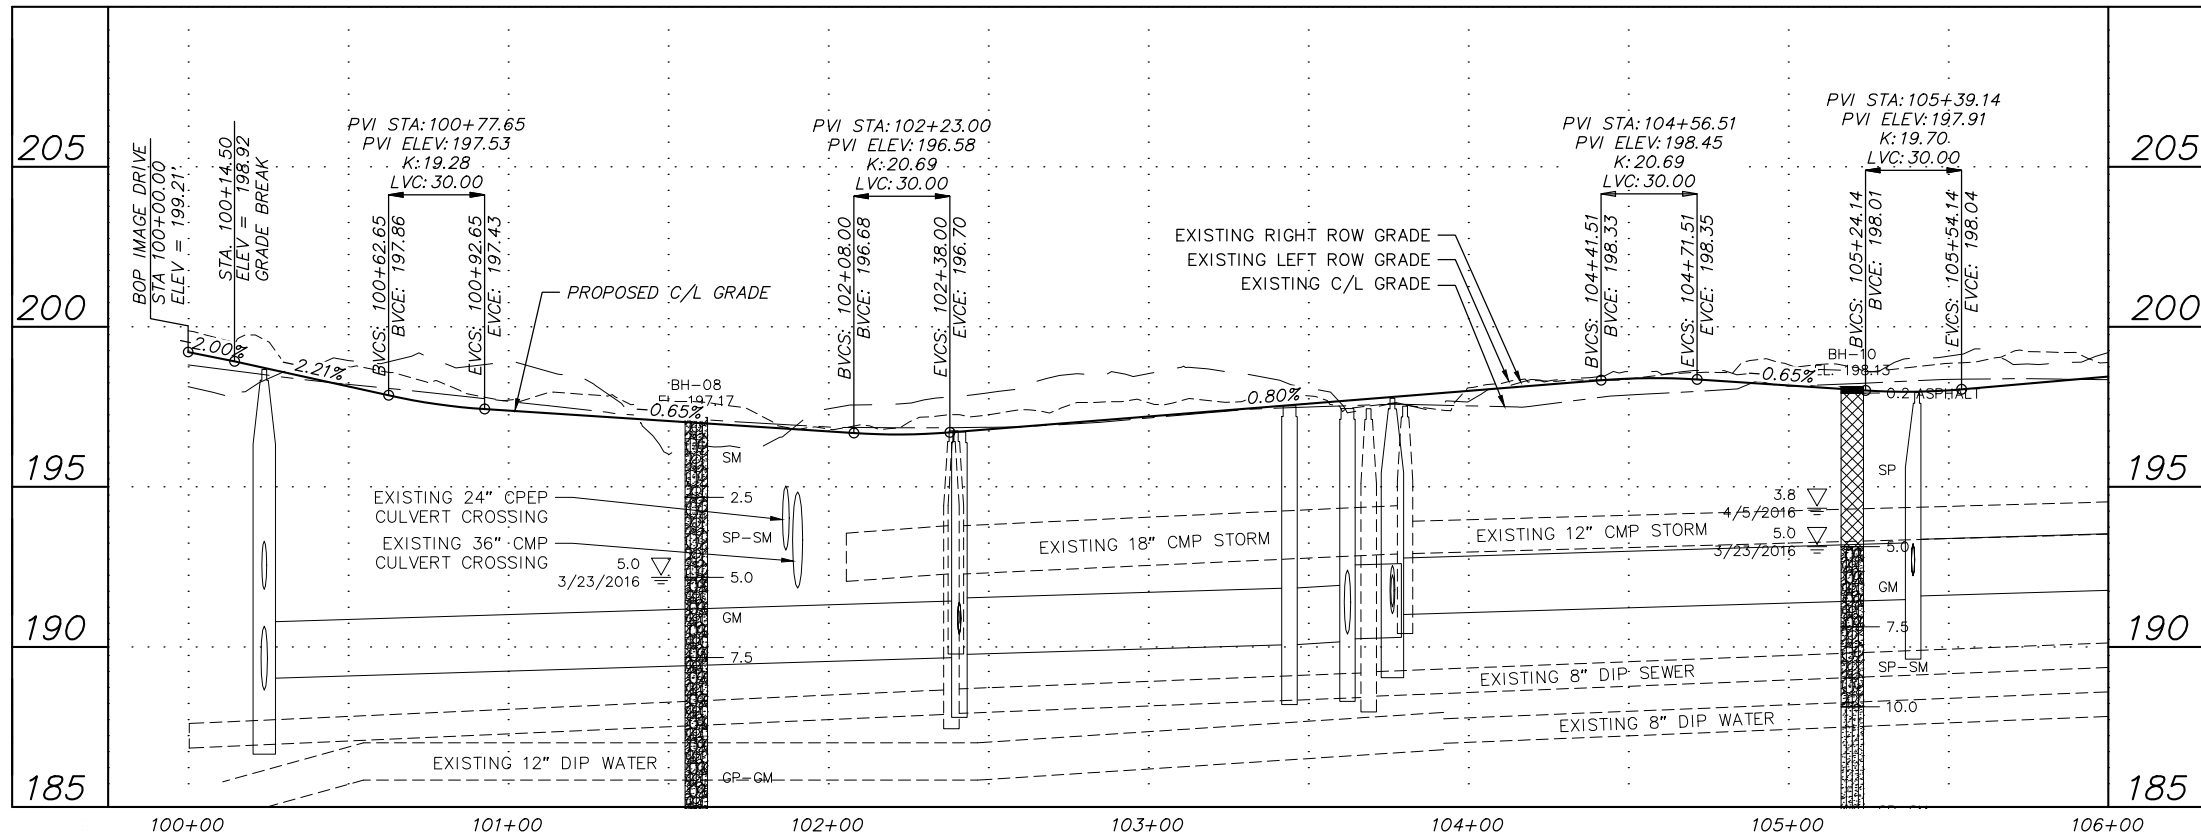 205
200
195
190
185
BOP IMAGE DRIVE
STA 100+00.00
ELEV = 199.21'
STA. 100+14.50
ELEV = 198.92
GRADE BREAK
PVI STA: 100+77.65
PVI ELEV: 197.53
K: 19.28
LVC: 30.00
BVCS: 100+62.65
BVCE: 197.86
EVCS: 100+92.65
EVCE: 197.43
PVI STA: 102+23.00
PVI ELEV: 196.58
K: 20.69
LVC: 30.00
BVCS: 102+08.00
BVCE: 196.68
EVCS: 102+38.00
EVCE: 196.70
PVI STA: 104+56.51
PVI ELEV: 198.45
K: 20.69
LVC: 30.00
BVCS: 104+41.51
BVCE: 198.33
EVCS: 104+71.51
EVCE: 198.35
PVI STA: 105+39.14
PVI ELEV: 197.91
K: 19.70
LVC: 30.00
BVCS: 105+24.14
BVCE: 198.01
EVCS: 105+54.14
EVCE: 198.04
EXISTING RIGHT ROW GRADE
EXISTING LEFT ROW GRADE
EXISTING C/L GRADE
PROPOSED C/L GRADE
-2.00%
-2.21%
-0.65%
0.80%
-0.65%
BH-08
El. 197.17
SM
2.5
SP-SM
5.0
GM
7.5
GP-GM
5.0
3/23/2016
EXISTING 24" CPEP
CULVERT CROSSING
EXISTING 36" CMP
CULVERT CROSSING
EXISTING 18" CMP STORM
EXISTING 12" CMP STORM
EXISTING 8" DIP SEWER
EXISTING 8" DIP WATER
EXISTING 12" DIP WATER
BH-10
198.13
0.2 ASPHALT
SP
3.8
4/5/2016
5.0
3/23/2016
5.0
GM
7.5
SP-SM
10.0
205
200
195
190
185
100+00
101+00
102+00
103+00
104+00
105+00
106+00